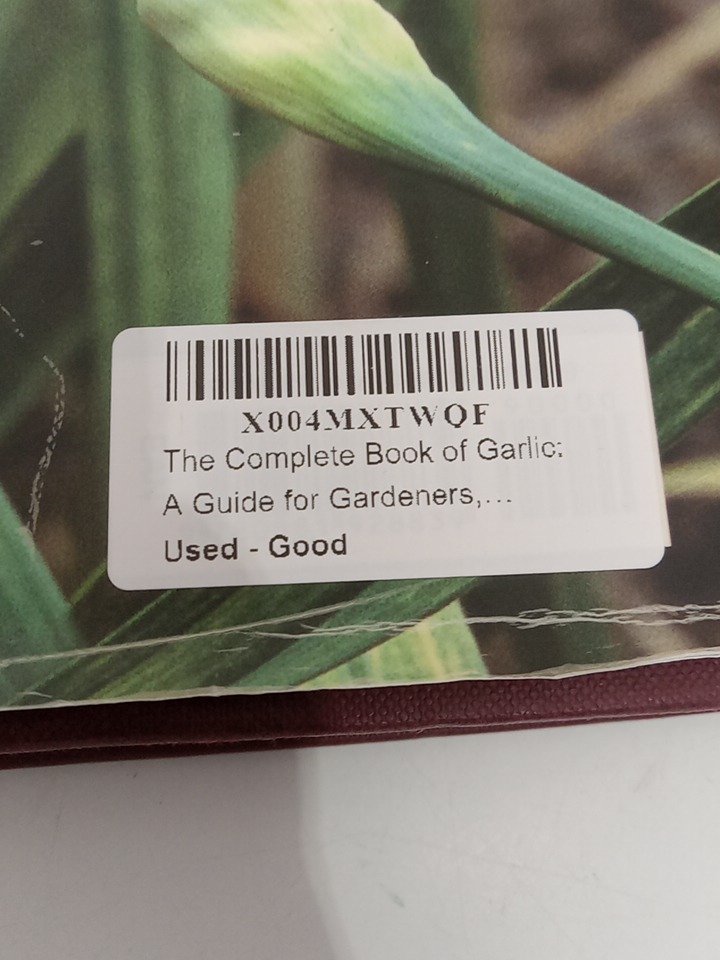 X004MXTWQF
The Complete Book of Garlic:
A Guide for Gardeners,...
Used - Good